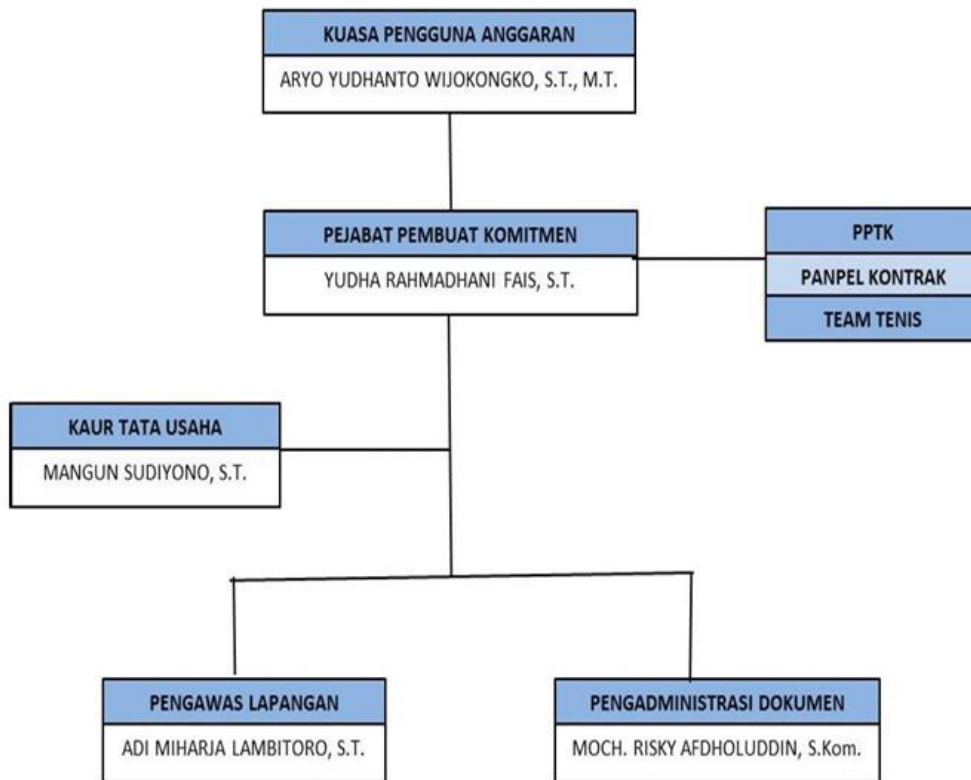 KUASA PENGGUNA ANGGARAN
ARYO YUDHANTO WIJOKONGKO, S.T., M.T.
PEJABAT PEMBUAT KOMITMEN
YUDHA RAHMADHANI FAIS, S.T.
PPTK
PANPEL KONTRAK
TEAM TENIS
KAUR TATA USAHA
MANGUN SUDIYONO, S.T.
PENGAWAS LAPANGAN
ADI MIHARJA LAMBITORO, S.T.
PENGADMINISTRASI DOKUMEN
MOCH. RISKY AFDHOLUDDIN, S.Kom.